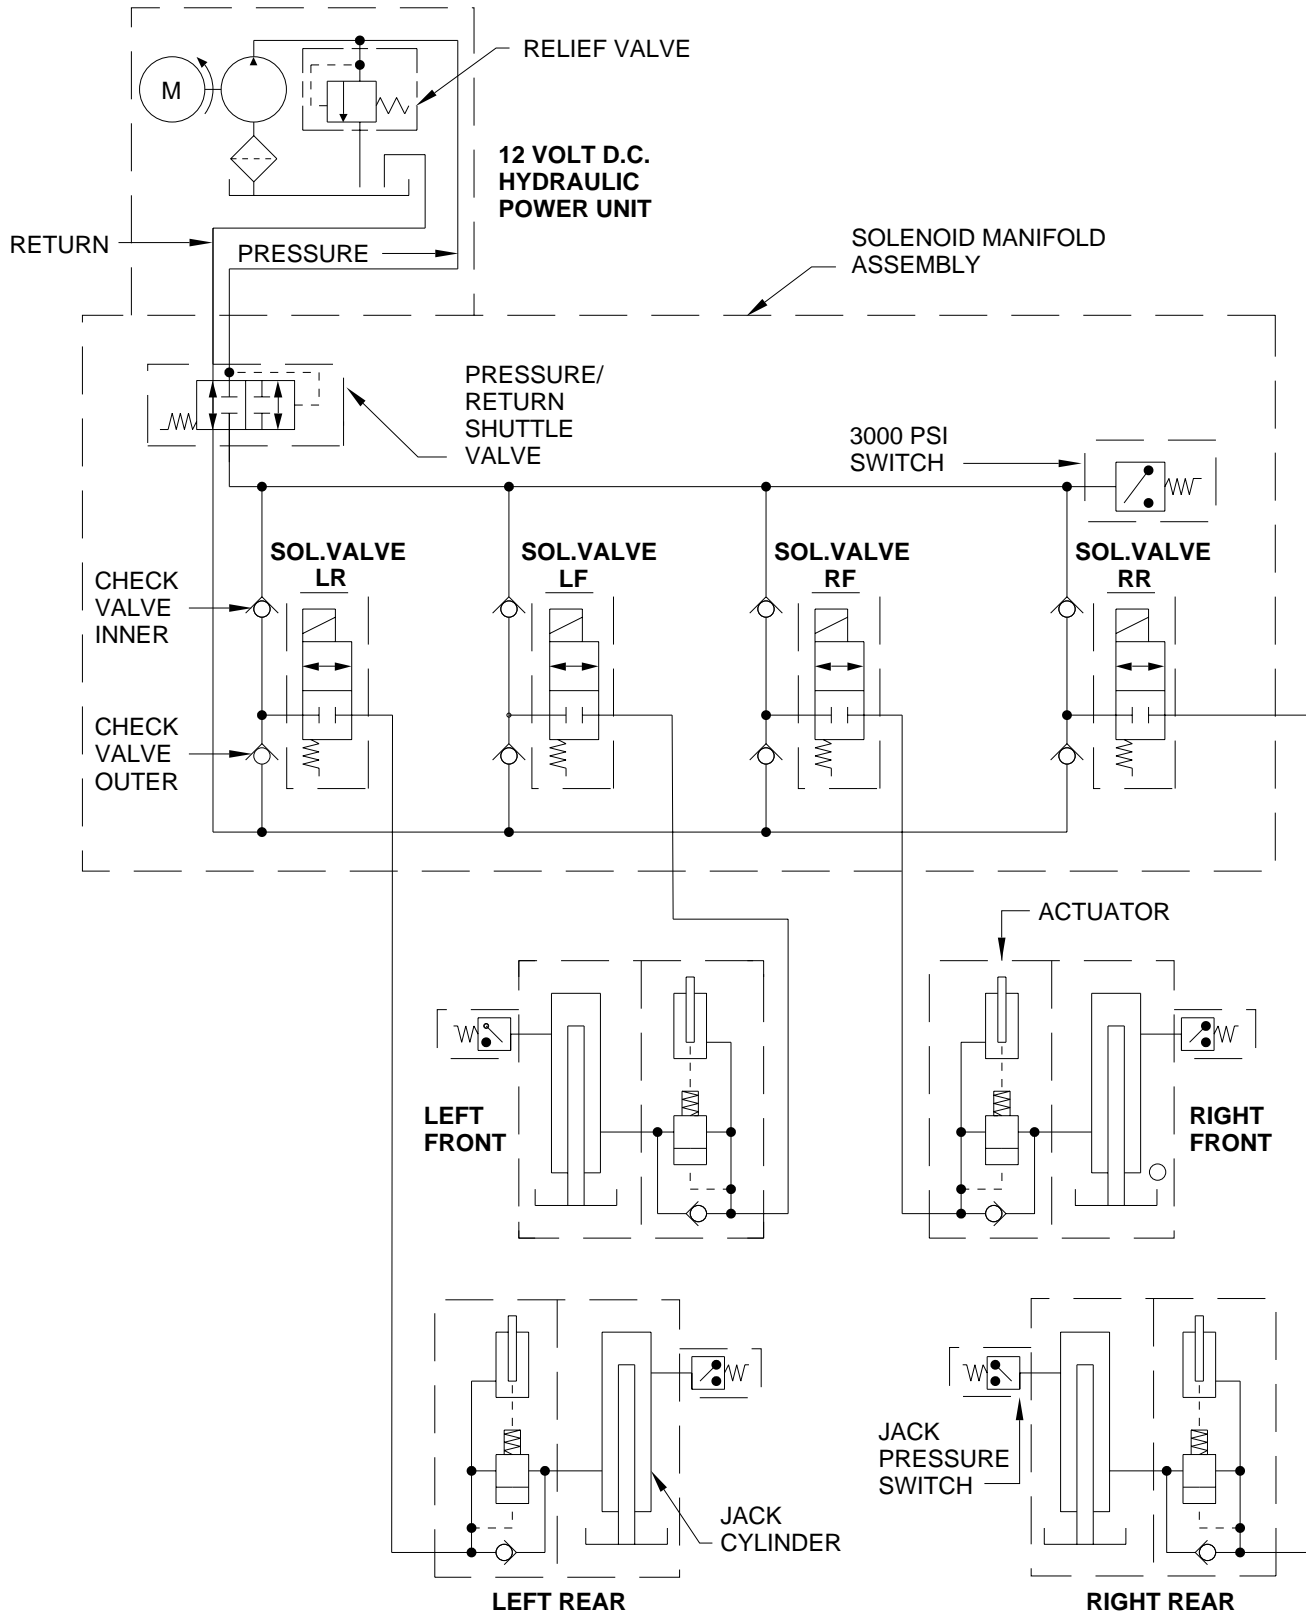 RELIEF VALVE
M
12 VOLT D.C.
HYDRAULIC
POWER UNIT
RETURN
PRESSURE
SOLENOID MANIFOLD
ASSEMBLY
PRESSURE/
RETURN
SHUTTLE
VALVE
3000 PSI
SWITCH
SOL.VALVE
LR
SOL.VALVE
LF
SOL.VALVE
RF
SOL.VALVE
RR
CHECK
VALVE
INNER
CHECK
VALVE
OUTER
ACTUATOR
LEFT
FRONT
RIGHT
FRONT
JACK
PRESSURE
SWITCH
JACK
CYLINDER
LEFT REAR
RIGHT REAR